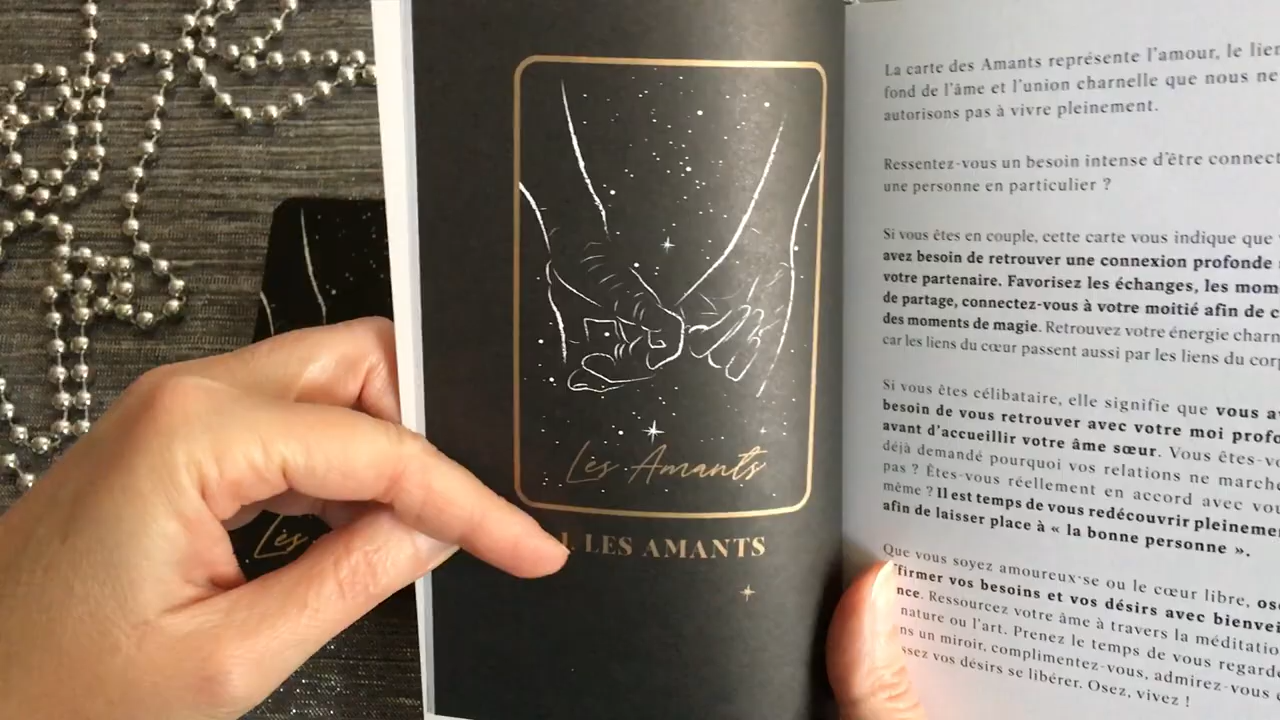 Les Amants
LES AMANTS
Les
La carte des Amants représente l'amour, le lien
fond de l'âme et l'union charnelle que nous ne
autorisons pas à vivre pleinement.
Ressentez-vous un besoin intense d'être connect
une personne en particulier ?
Si vous êtes en couple, cette carte vous indique que
avez besoin de retrouver une connexion profonde
votre partenaire. Favorisez les échanges, les mom
de partage, connectez-vous à votre moitié afin de c
des moments de magie. Retrouvez votre énergie charn
car les liens du cœur passent aussi par les liens du corp
Si vous êtes célibataire, elle signifie que vous a
besoin de vous retrouver avec votre moi profo
avant d'accueillir votre âme sœur. Vous êtes-vo
déjà demandé pourquoi vos relations ne marche
pas ? Êtes-vous réellement en accord avec vou
même ? Il est temps de vous redécouvrir pleineme
afin de laisser place à « la bonne personne ».
Que vous soyez amoureux·se ou le cœur libre, ose
firmer vos besoins et vos désirs avec bienvei
nce. Ressourcez votre âme à travers la méditatio
nature ou l'art. Prenez le temps de vous regarde
ns un miroir, complimentez-vous, admirez-vous
ssez vos désirs se libérer. Osez, vivez !